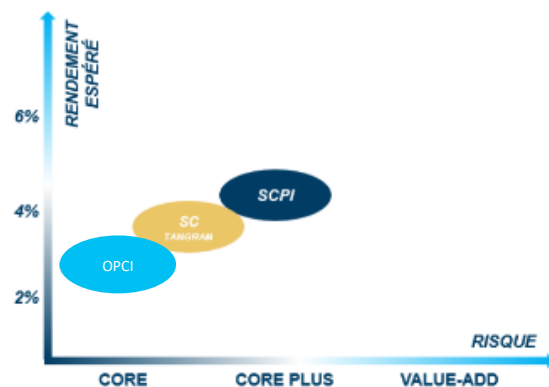 RENDEMENT
ESPÉRÉ
6%
4%
2%
SCPI
SC
TANGRAM
OPCI
RISQUE
CORE
CORE PLUS
VALUE-ADD